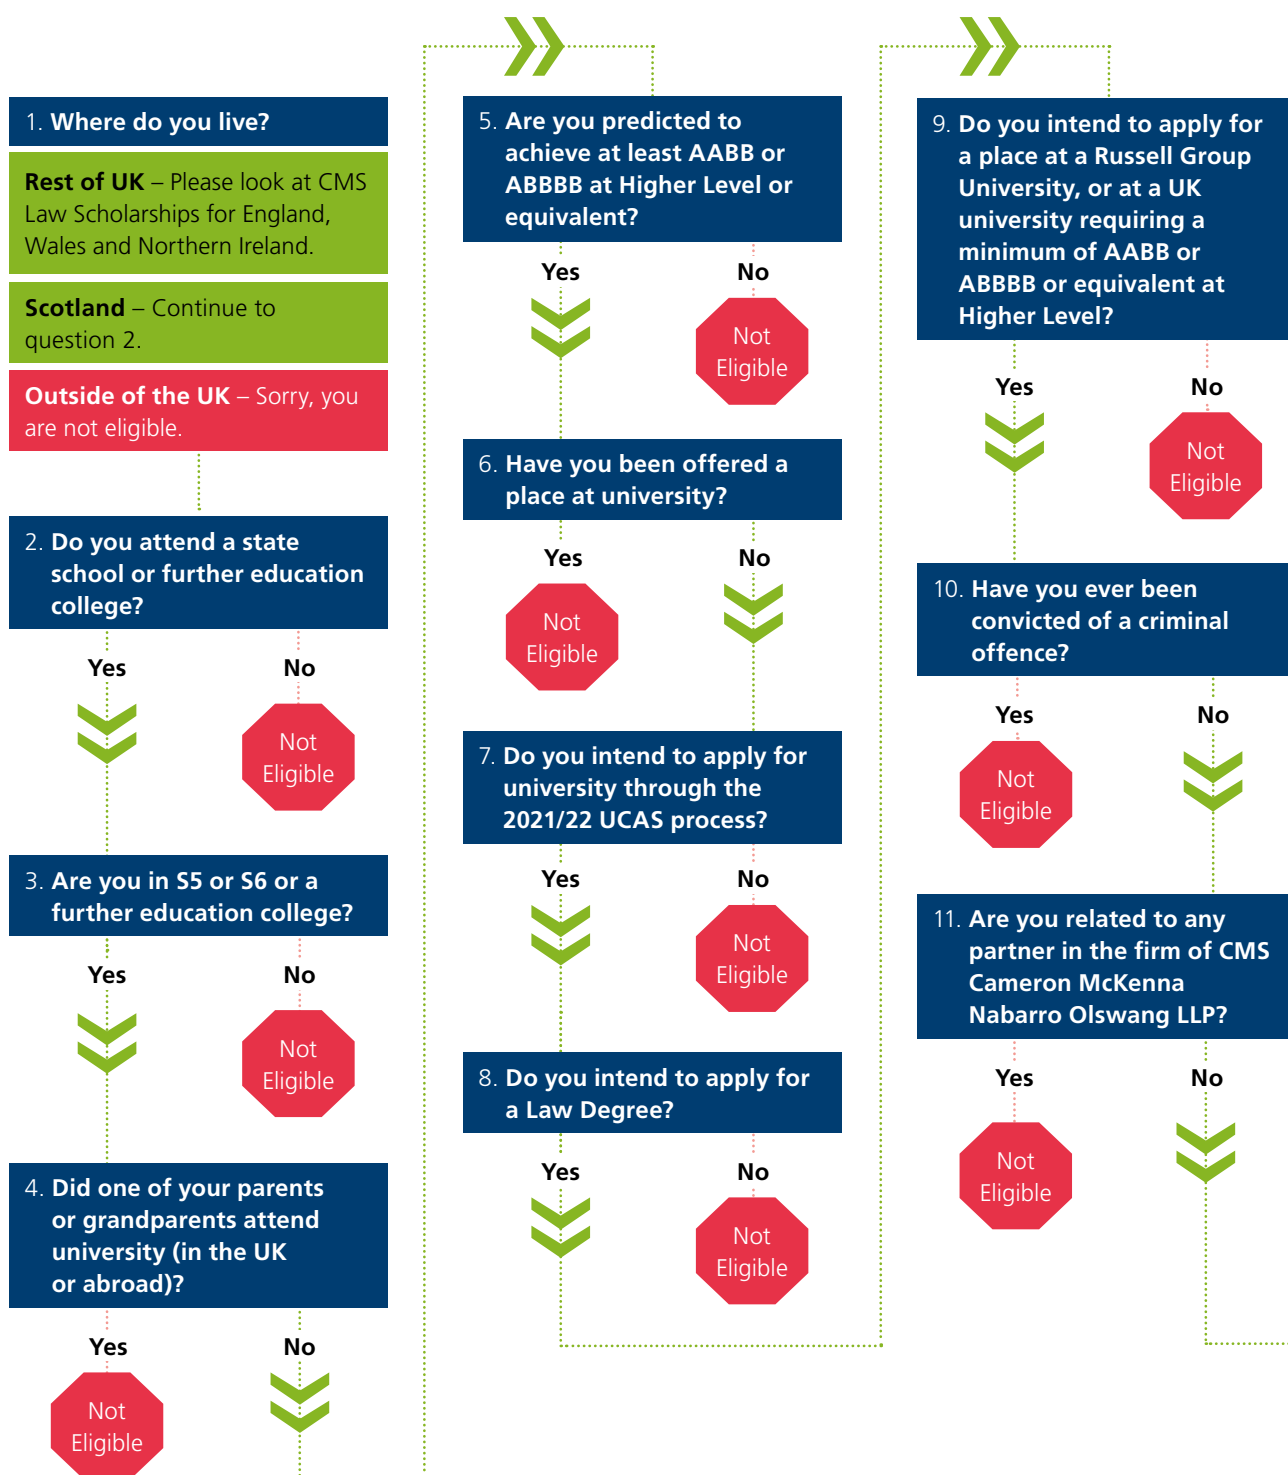 1. Where do you live?
Rest of UK – Please look at CMS
Law Scholarships for England,
Wales and Northern Ireland.
Scotland – Continue to
question 2.
Outside of the UK – Sorry, you
are not eligible.
2. Do you attend a state
school or further education
college?
Yes
No
Not
Eligible
3. Are you in S5 or S6 or a
further education college?
Yes
No
Not
Eligible
4. Did one of your parents
or grandparents attend
university (in the UK
or abroad)?
Yes
No
Not
Eligible
5. Are you predicted to
achieve at least AABB or
ABBBB at Higher Level or
equivalent?
Yes
No
Not
Eligible
6. Have you been offered a
place at university?
Yes
No
Not
Eligible
7. Do you intend to apply for
university through the
2021/22 UCAS process?
Yes
No
Not
Eligible
8. Do you intend to apply for
a Law Degree?
Yes
No
Not
Eligible
9. Do you intend to apply for
a place at a Russell Group
University, or at a UK
university requiring a
minimum of AABB or
ABBBB or equivalent at
Higher Level?
Yes
No
Not
Eligible
10. Have you ever been
convicted of a criminal
offence?
Yes
No
Not
Eligible
11. Are you related to any
partner in the firm of CMS
Cameron McKenna
Nabarro Olswang LLP?
Yes
No
Not
Eligible